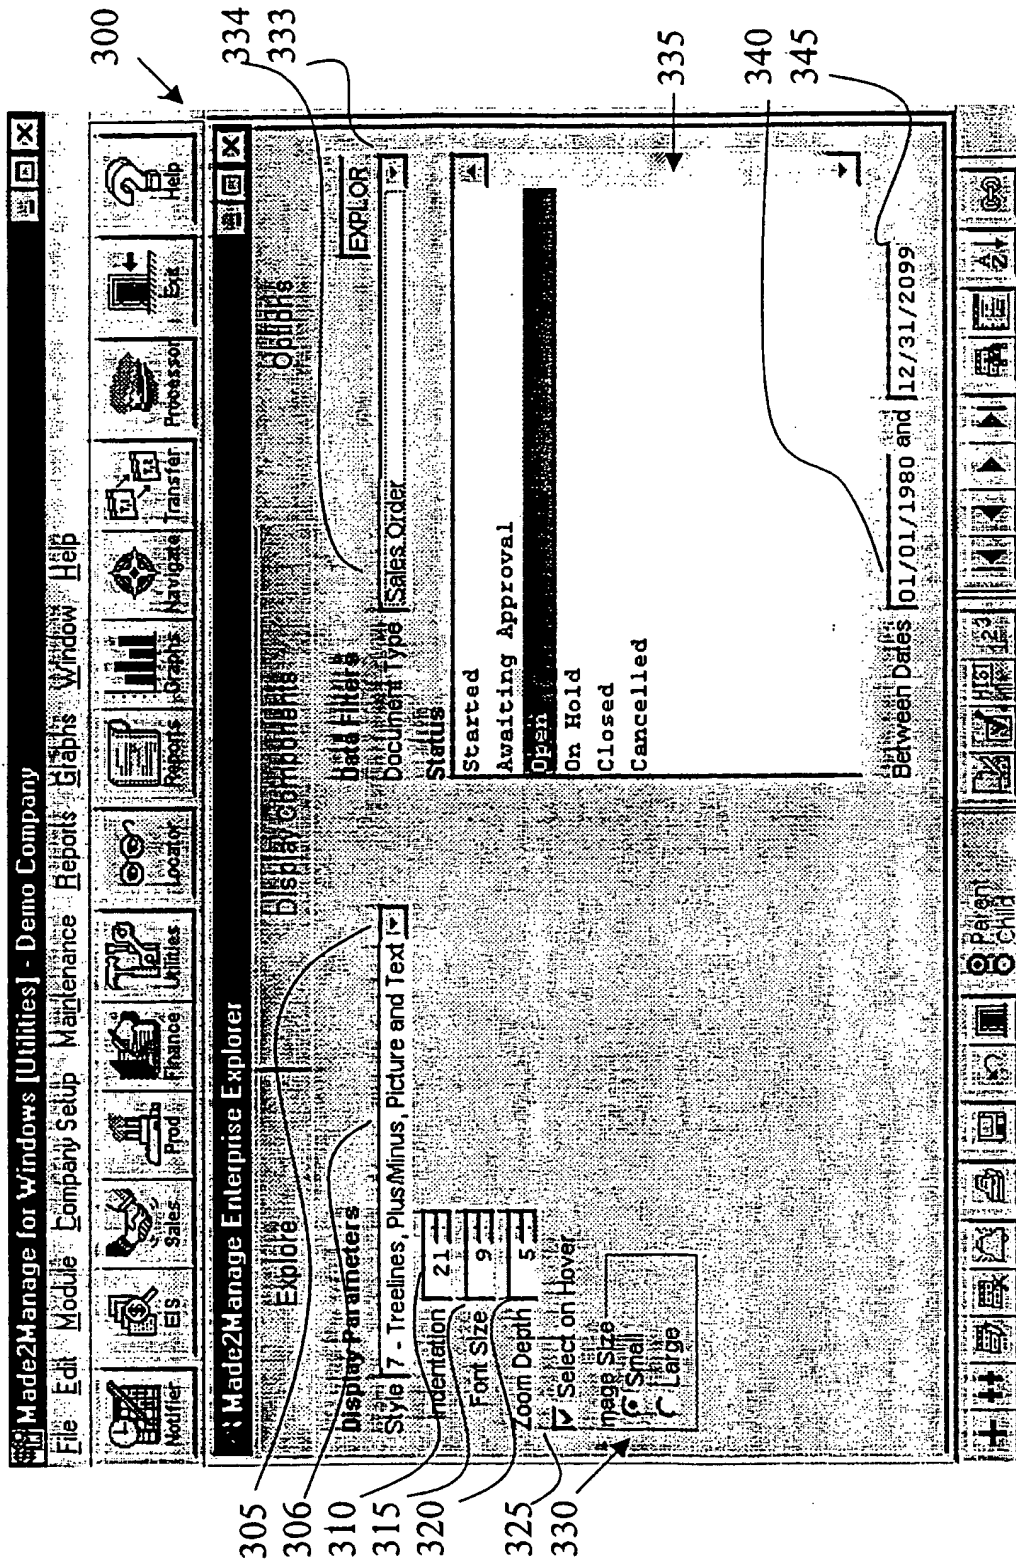 Made2Manage for Windows [Utilities] - Demo Company
File Edit Module Company Setup Maintenance Reports Graphs Window Help
Notifier EIS Sales Prod Finance Utilities Locator Reports Graphs Navigate Transfer Processor Exit Help
300
Made2Manage Enterprise Explorer
Explore Display Components Options
334
333
Display Parameters
Style 7 - Treelines, Plus/Minus, Picture and Text
Indentation 21
Font Size 9
Zoom Depth 5
Select on Hover
Image Size
Small
Large
Data Filters
EXPLOR
Document Type Sales Order
Status
Started
Awaiting Approval
Open
On Hold
Closed
Cancelled
335
Between Dates 01/01/1980 and 12/31/2099
340
345
305
306
310
315
320
325
330
Parent
Child
123